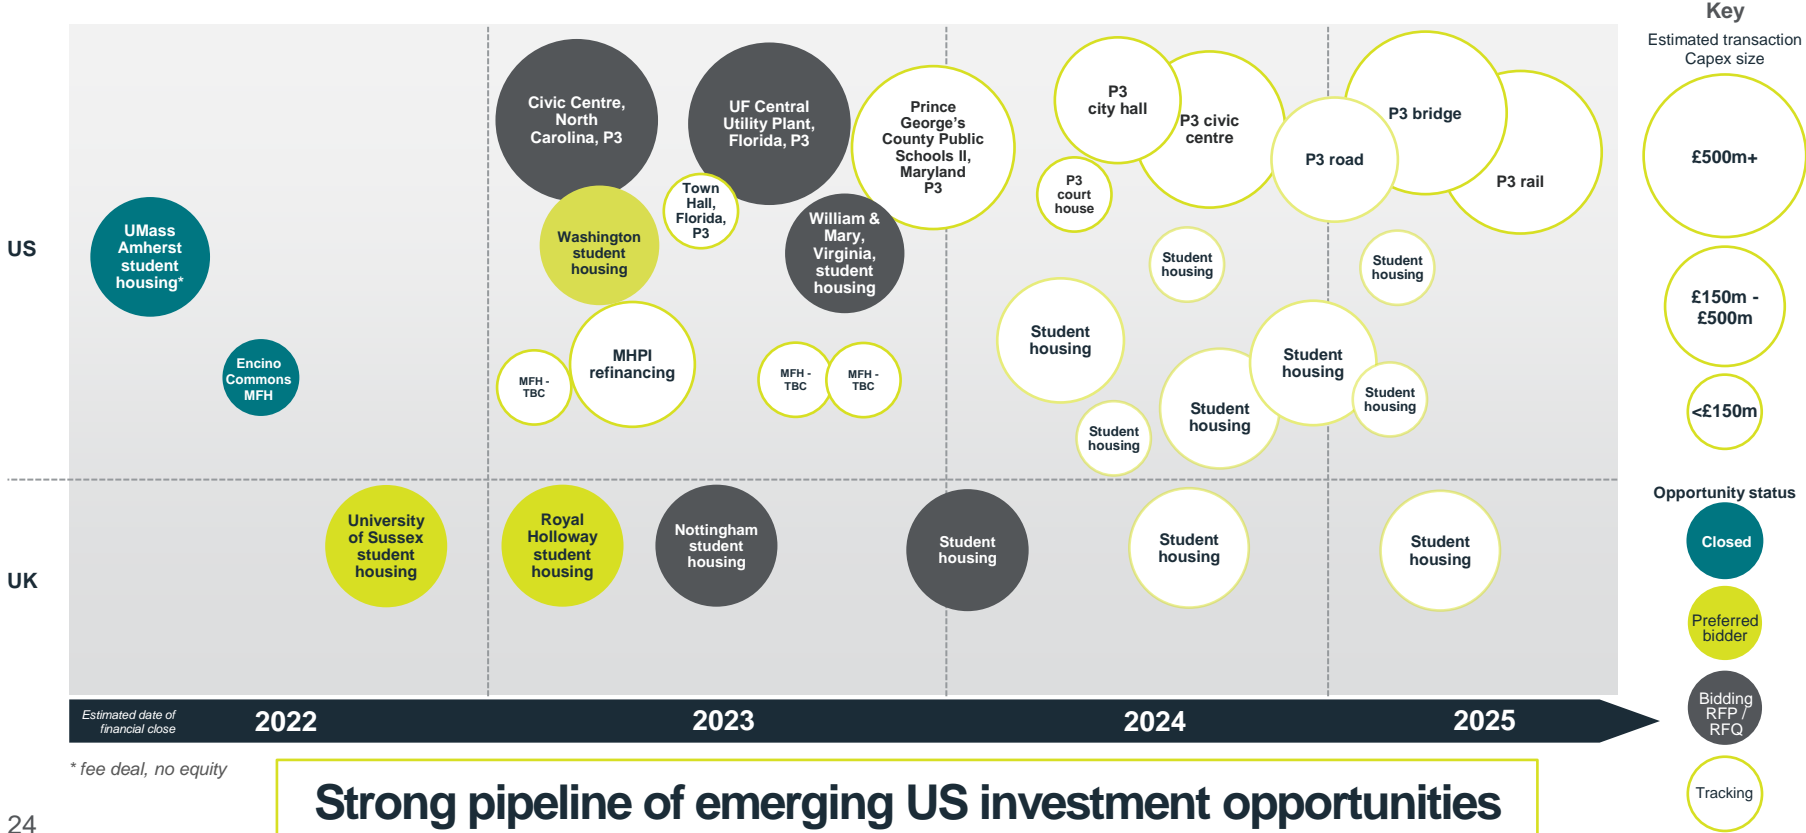 Key
Estimated transaction
Capex size
£500m+
£150m -
£500m
<£150m
Opportunity status
Closed
Preferred
bidder
Bidding
RFP /
RFQ
Tracking
US
UMass
Amherst
student
housing*
Encino
Commons
MFH
Civic Centre,
North
Carolina, P3
UF Central
Utility Plant,
Florida, P3
Prince
George's
County Public
Schools II,
Maryland
P3
Town
Hall,
Florida,
P3
Washington
student
housing
William &
Mary,
Virginia,
student
housing
MFH -
TBC
MHPI
refinancing
MFH -
TBC
MFH -
TBC
P3
city hall
P3 civic
centre
P3
court
house
P3 road
P3 bridge
P3 rail
Student
housing
Student
housing
Student
housing
Student
housing
Student
housing
Student
housing
Student
housing
UK
University
of Sussex
student
housing
Royal
Holloway
student
housing
Nottingham
student
housing
Student
housing
Student
housing
Student
housing
Estimated date of
financial close
2022
2023
2024
2025
* fee deal, no equity
Strong pipeline of emerging US investment opportunities
24